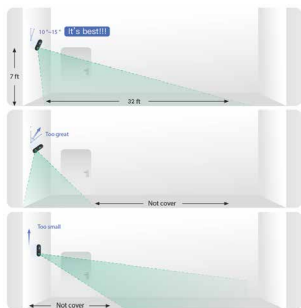 10 °~15 °
It's best!!!
7 ft
32 ft
Too great
Not cover
Too small
Not cover